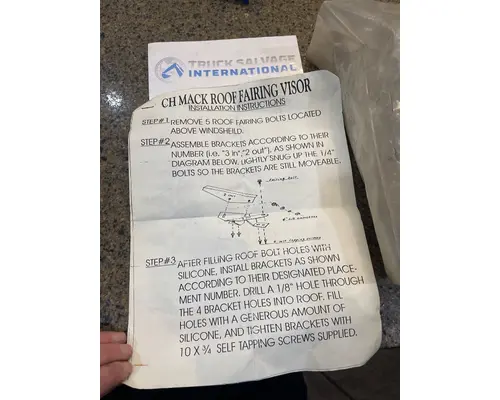 TRUCK SALVAGE
INTERNATIONAL
CH MACK ROOF FAIRING VISOR
INSTALLATION INSTRUCTIONS
STEP#1 REMOVE 5 ROOF FAIRING BOLTS LOCATED
ABOVE WINDSHEILD.
STEP#2 ASSEMBLE BRACKETS ACCORDING TO THEIR
NUMBER (i.e. "3 in","2 out"). AS SHOWN IN
DIAGRAM BELOW. LIGHTLY SNUG UP THE 1/4"
BOLTS SO THE BRACKETS ARE STILL MOVEABLE.
STEP#3 AFTER FILLING ROOF BOLT HOLES WITH
SILICONE, INSTALL BRACKETS AS SHOWN
ACCORDING TO THEIR DESIGNATED PLACE-
MENT NUMBER. DRILL A 1/8" HOLE THROUGH
THE 4 BRACKET HOLES INTO ROOF. FILL
HOLES WITH A GENEROUS AMOUNT OF
SILICONE, AND TIGHTEN BRACKETS WITH
10 X ¾ SELF TAPPING SCREWS SUPPLIED.